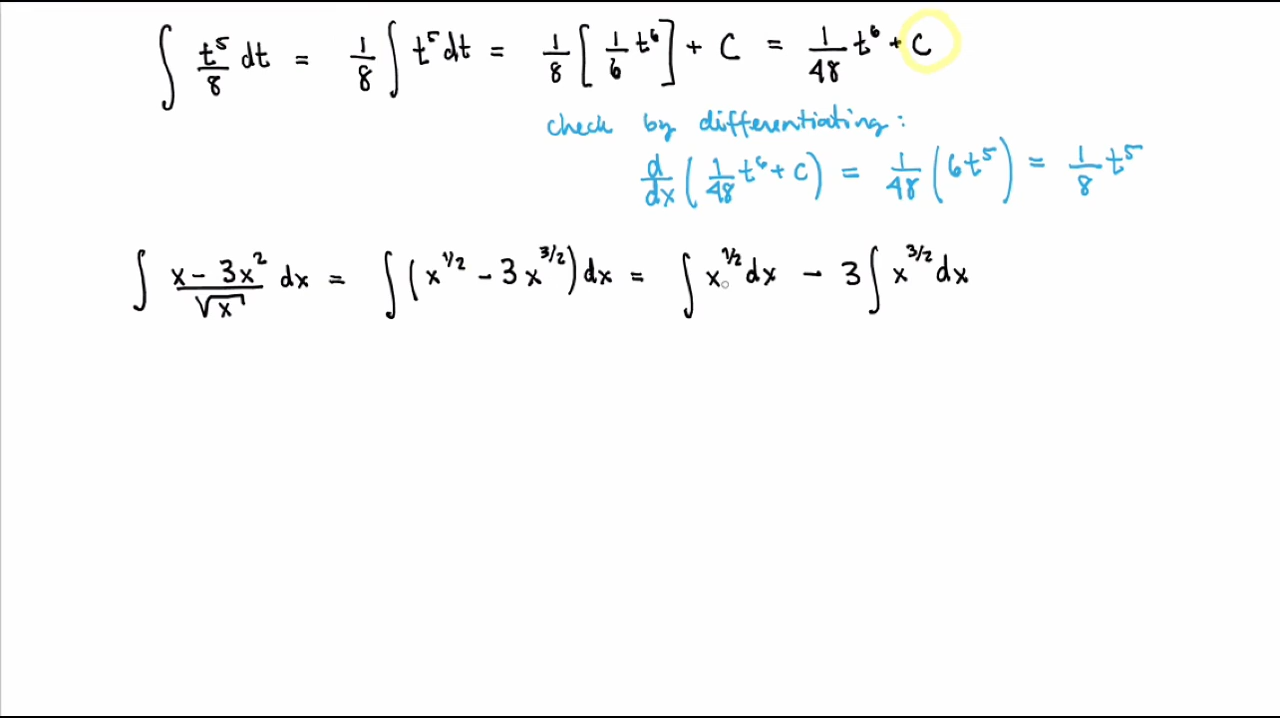 ∫ t⁵/8 dt = 1/8 ∫ t⁵ dt = 1/8 [ 1/6 t⁶ ] + C = 1/48 t⁶ + C
check by differentiating:
d/dx ( 1/48 t⁶ + C ) = 1/48 ( 6t⁵ ) = 1/8 t⁵
∫ (x − 3x²)/√x dx = ∫ ( x^1/2 − 3x^3/2 ) dx = ∫ x^1/2 dx − 3 ∫ x^3/2 dx